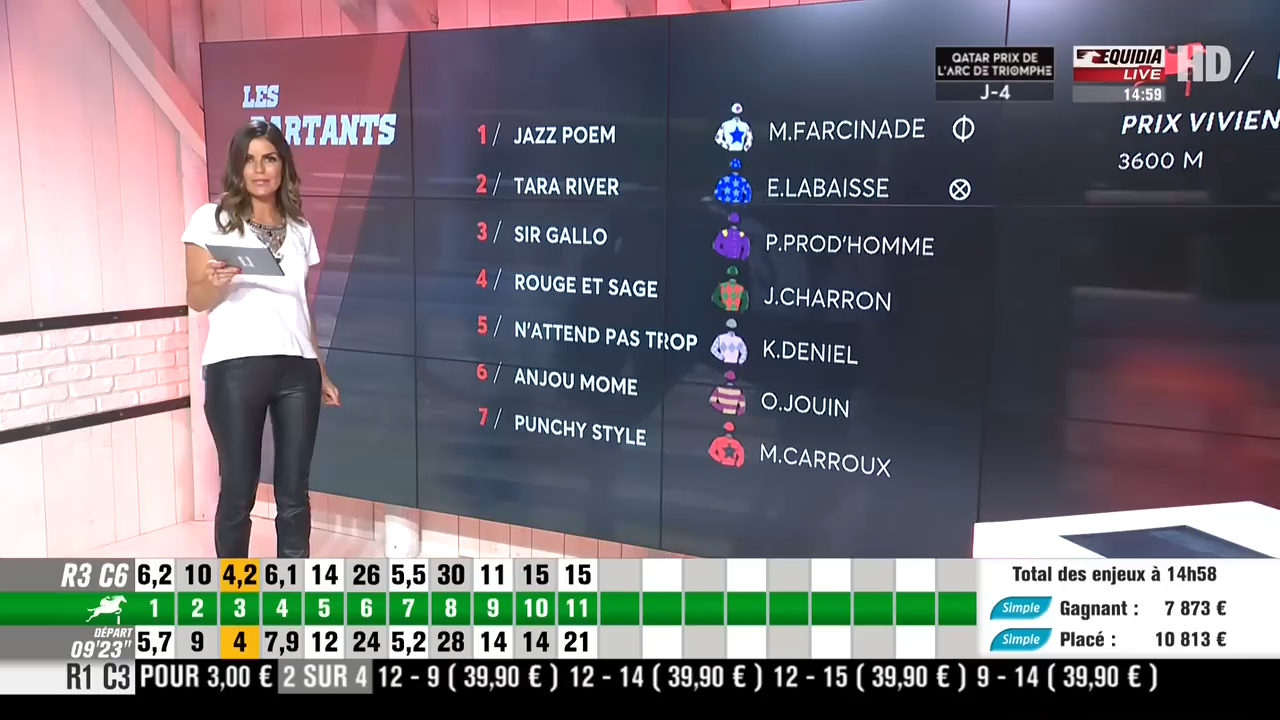 LES
PARTANTS
QATAR PRIX DE
L'ARC DE TRIOMPHE
J-4
EQUIDIA
LIVE
14:59
HD
PRIX VIVIEN
3600 M
1/ JAZZ POEM M.FARCINADE
2/ TARA RIVER E.LABAISSE
3/ SIR GALLO P.PROD'HOMME
4/ ROUGE ET SAGE J.CHARRON
5/ N'ATTEND PAS TROP K.DENIEL
6/ ANJOU MOME O.JOUIN
7/ PUNCHY STYLE M.CARROUX
R3 C6 6,2 10 4,2 6,1 14 26 5,5 30 11 15 15
1 2 3 4 5 6 7 8 9 10 11
DÉPART
09'23" 5,7 9 4 7,9 12 24 5,2 28 14 14 21
Total des enjeux à 14h58
Simple Gagnant : 7 873 €
Simple Placé : 10 813 €
R1 C3 POUR 3,00 € 2 SUR 4 12 - 9 ( 39,90 € ) 12 - 14 ( 39,90 € ) 12 - 15 ( 39,90 € ) 9 - 14 ( 39,90 € )